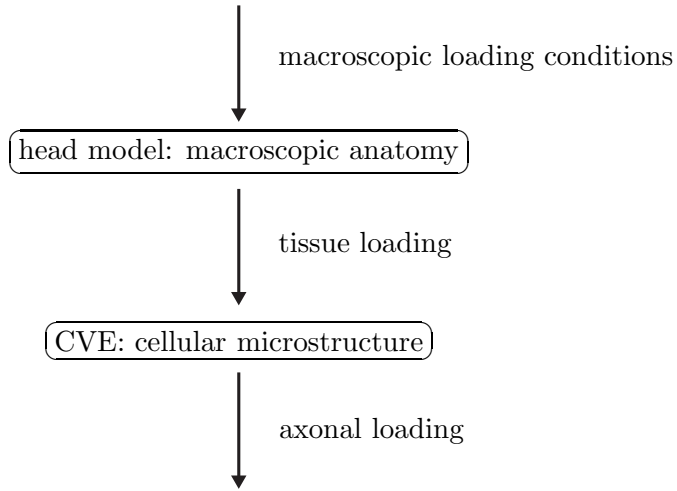 macroscopic loading conditions
head model: macroscopic anatomy
tissue loading
CVE: cellular microstructure
axonal loading